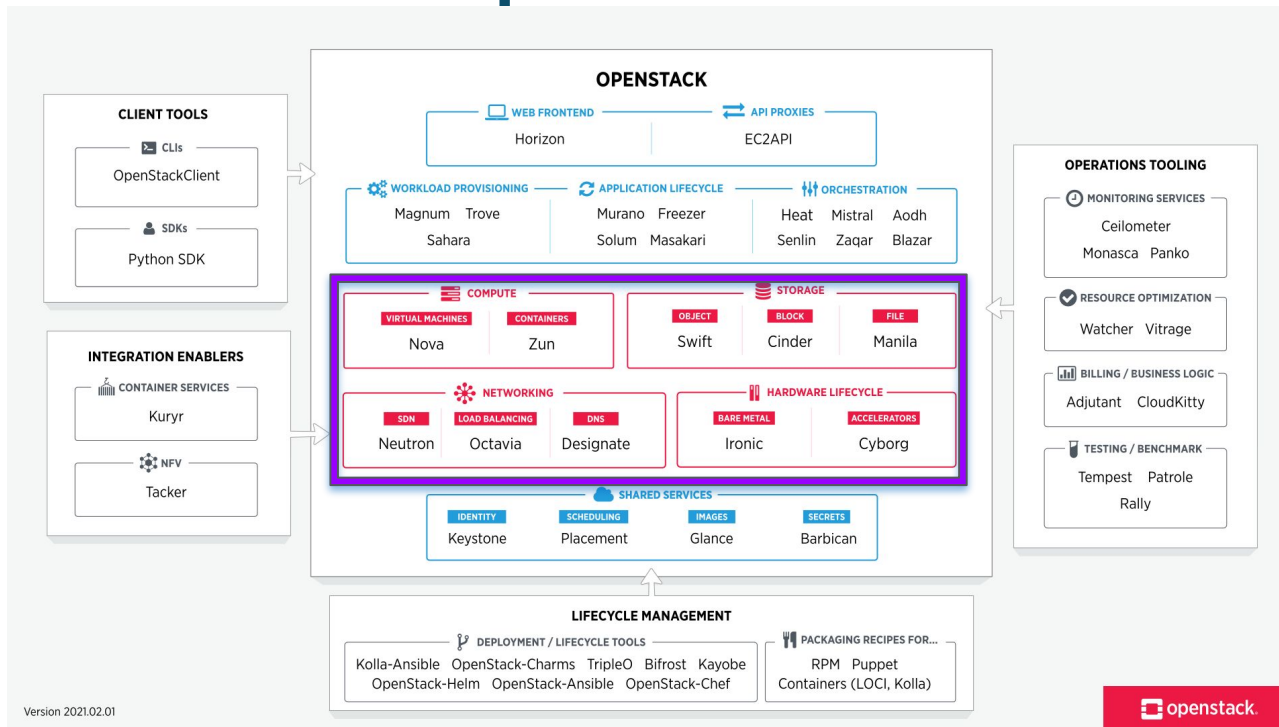 OPENSTACK
WEB FRONTEND
API PROXIES
Horizon
EC2API
WORKLOAD PROVISIONING
APPLICATION LIFECYCLE
ORCHESTRATION
Magnum Trove
Sahara
Murano Freezer
Solum Masakari
Heat Mistral Aodh
Senlin Zaqar Blazar
CLIENT TOOLS
CLIs
OpenStackClient
SDKs
Python SDK
INTEGRATION ENABLERS
CONTAINER SERVICES
Kuryr
NFV
Tacker
COMPUTE
VIRTUAL MACHINES
CONTAINERS
Nova
Zun
STORAGE
OBJECT
BLOCK
FILE
Swift
Cinder
Manila
NETWORKING
SDN
LOAD BALANCING
DNS
Neutron
Octavia
Designate
HARDWARE LIFECYCLE
BARE METAL
ACCELERATORS
Ironic
Cyborg
SHARED SERVICES
IDENTITY
SCHEDULING
IMAGES
SECRETS
Keystone
Placement
Glance
Barbican
OPERATIONS TOOLING
MONITORING SERVICES
Ceilometer
Monasca Panko
RESOURCE OPTIMIZATION
Watcher Vitrage
BILLING / BUSINESS LOGIC
Adjutant CloudKitty
TESTING / BENCHMARK
Tempest Patrole
Rally
LIFECYCLE MANAGEMENT
DEPLOYMENT / LIFECYCLE TOOLS
Kolla-Ansible OpenStack-Charms TripleO Bifrost Kayobe
OpenStack-Helm OpenStack-Ansible OpenStack-Chef
PACKAGING RECIPES FOR...
RPM Puppet
Containers (LOCI, Kolla)
Version 2021.02.01
openstack.